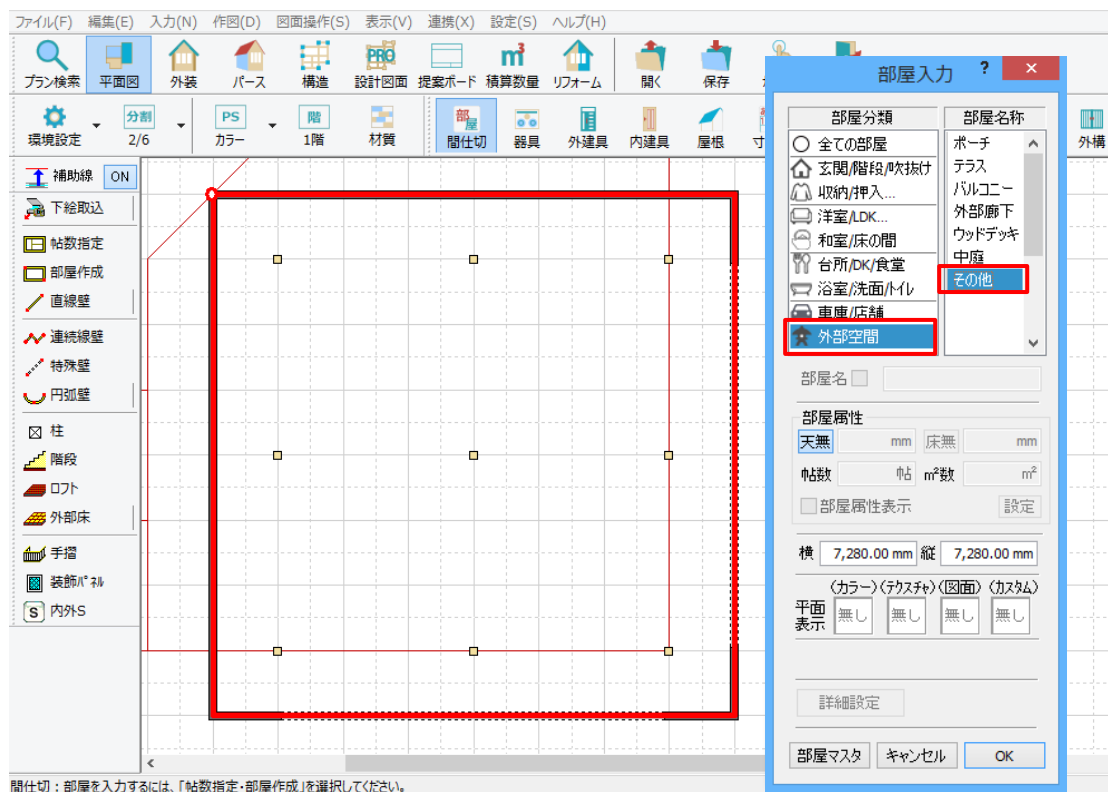 ファイル(F) 編集(E) 入力(N) 作図(D) 図面操作(S) 表示(V) 連携(X) 設定(S) ヘルプ(H)
プラン検索 平面図 外装 パース 構造 設計図面 提案ボード 積算数量 リフォーム 開く 保存
PRO
m³
環境設定 分割 2/6 PS カラー 階 1階 材質 部屋 間仕切 器具 外建具 内建具 屋根 外構
補助線 ON
下絵取込
帖数指定
部屋作成
直線壁
連続線壁
特殊壁
円弧壁
柱
階段
ロフト
外部床
手摺
装飾パネル
S 内外S
部屋入力 ? ×
部屋分類 部屋名称
全ての部屋
玄関/階段/吹抜け
収納/押入...
洋室/LDK...
和室/床の間
台所/DK/食堂
浴室/洗面/トイレ
車庫/店舗
外部空間
ポーチ
テラス
バルコニー
外部廊下
ウッドデッキ
中庭
その他
部屋名
部屋属性
天無 mm 床無 mm
帖数 帖 m²数 m²
部屋属性表示 設定
横 7,280.00 mm 縦 7,280.00 mm
(カラー) (テクスチャ) (図面) (カスタム)
平面表示 無し 無し 無し 無し
詳細設定
部屋マスタ キャンセル OK
間仕切：部屋を入力するには、「帖数指定・部屋作成」を選択してください。